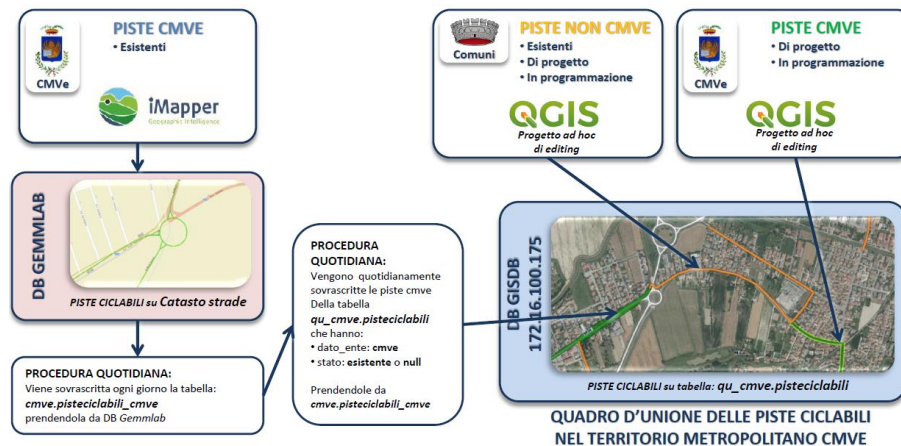 PISTE CMVE
• Esistenti
CMVe
iMapper
Geographic Intelligence
Comuni
PISTE NON CMVE
• Esistenti
• Di progetto
• In programmazione
QGIS
Progetto ad hoc
di editing
CMVe
PISTE CMVE
• Di progetto
• In programmazione
QGIS
Progetto ad hoc
di editing
DB GEMMLAB
PISTE CICLABILI su Catasto strade
PROCEDURA QUOTIDIANA:
Viene sovrascritta ogni giorno la tabella:
cmve.pisteciclabili_cmve
prendendola da DB Gemmlab
PROCEDURA
QUOTIDIANA:
Vengono quotidianamente
sovrascritte le piste cmve
Della tabella
qu_cmve.pisteciclabili
che hanno:
• dato_ente: cmve
• stato: esistente o null
Prendendole da
cmve.pisteciclabili_cmve
DB GISDB
172.16.100.175
PISTE CICLABILI su tabella: qu_cmve.pisteciclabili
QUADRO D'UNIONE DELLE PISTE CICLABILI
NEL TERRITORIO METROPOLITANO CMVE